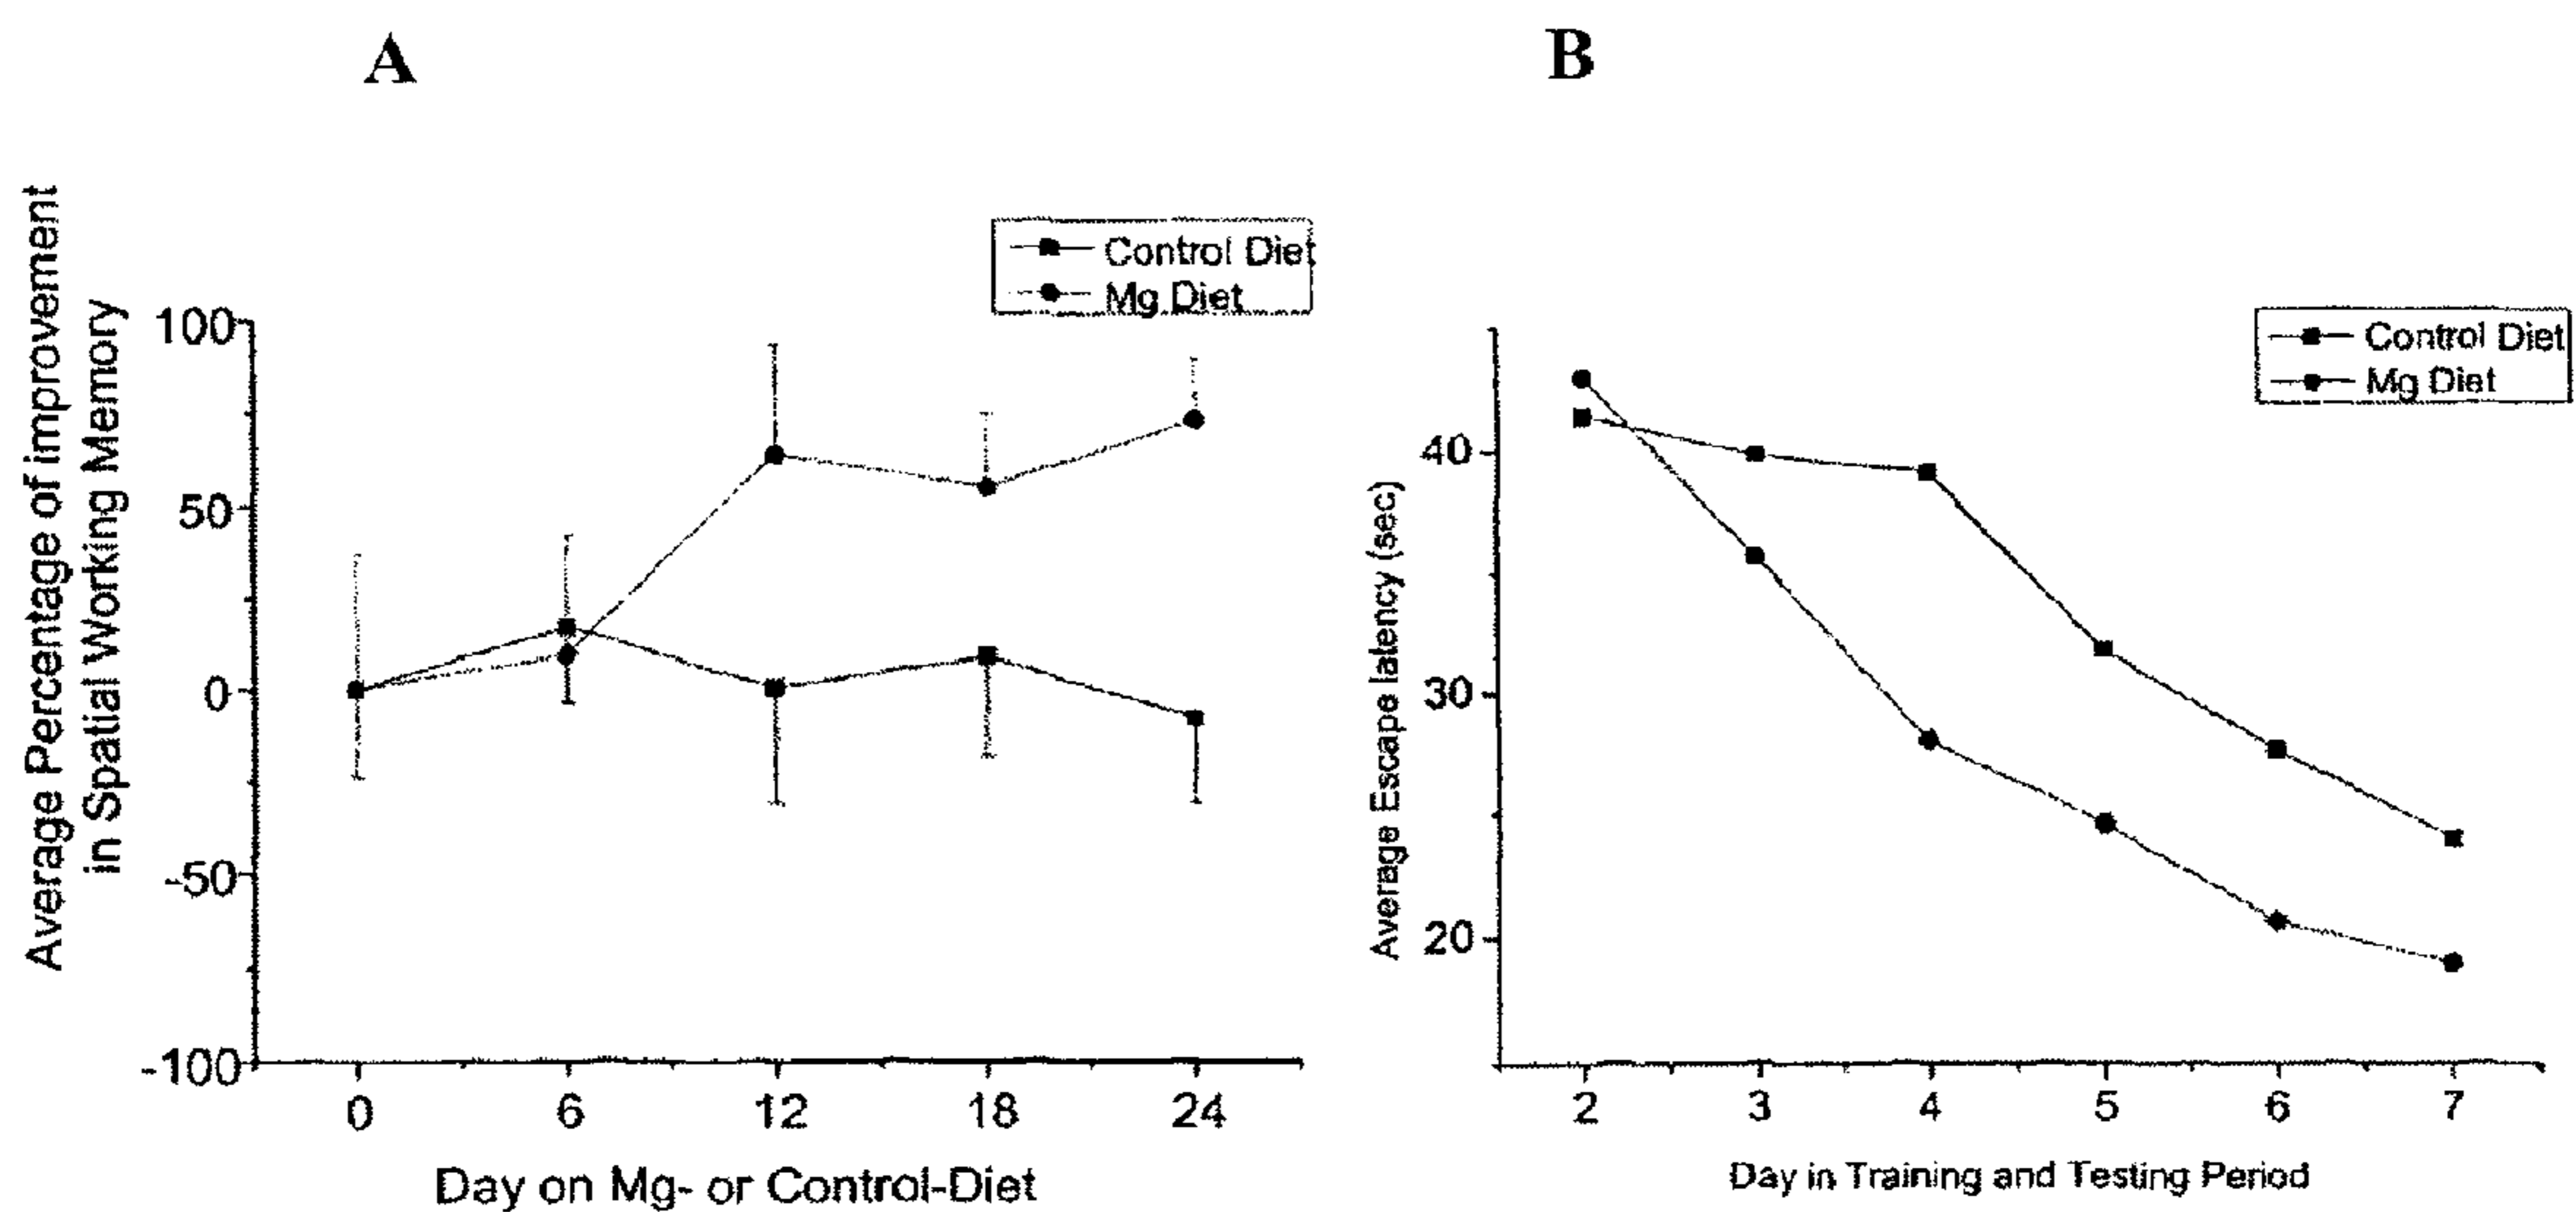 A
Average Percentage of improvement
in Spatial Working Memory
Control Diet
Mg Diet
100
50
0
-50
-100
0 6 12 18 24
Day on Mg- or Control-Diet
B
Average Escape latency (sec)
Control Diet
Mg Diet
40
30
20
2 3 4 5 6 7
Day in Training and Testing Period